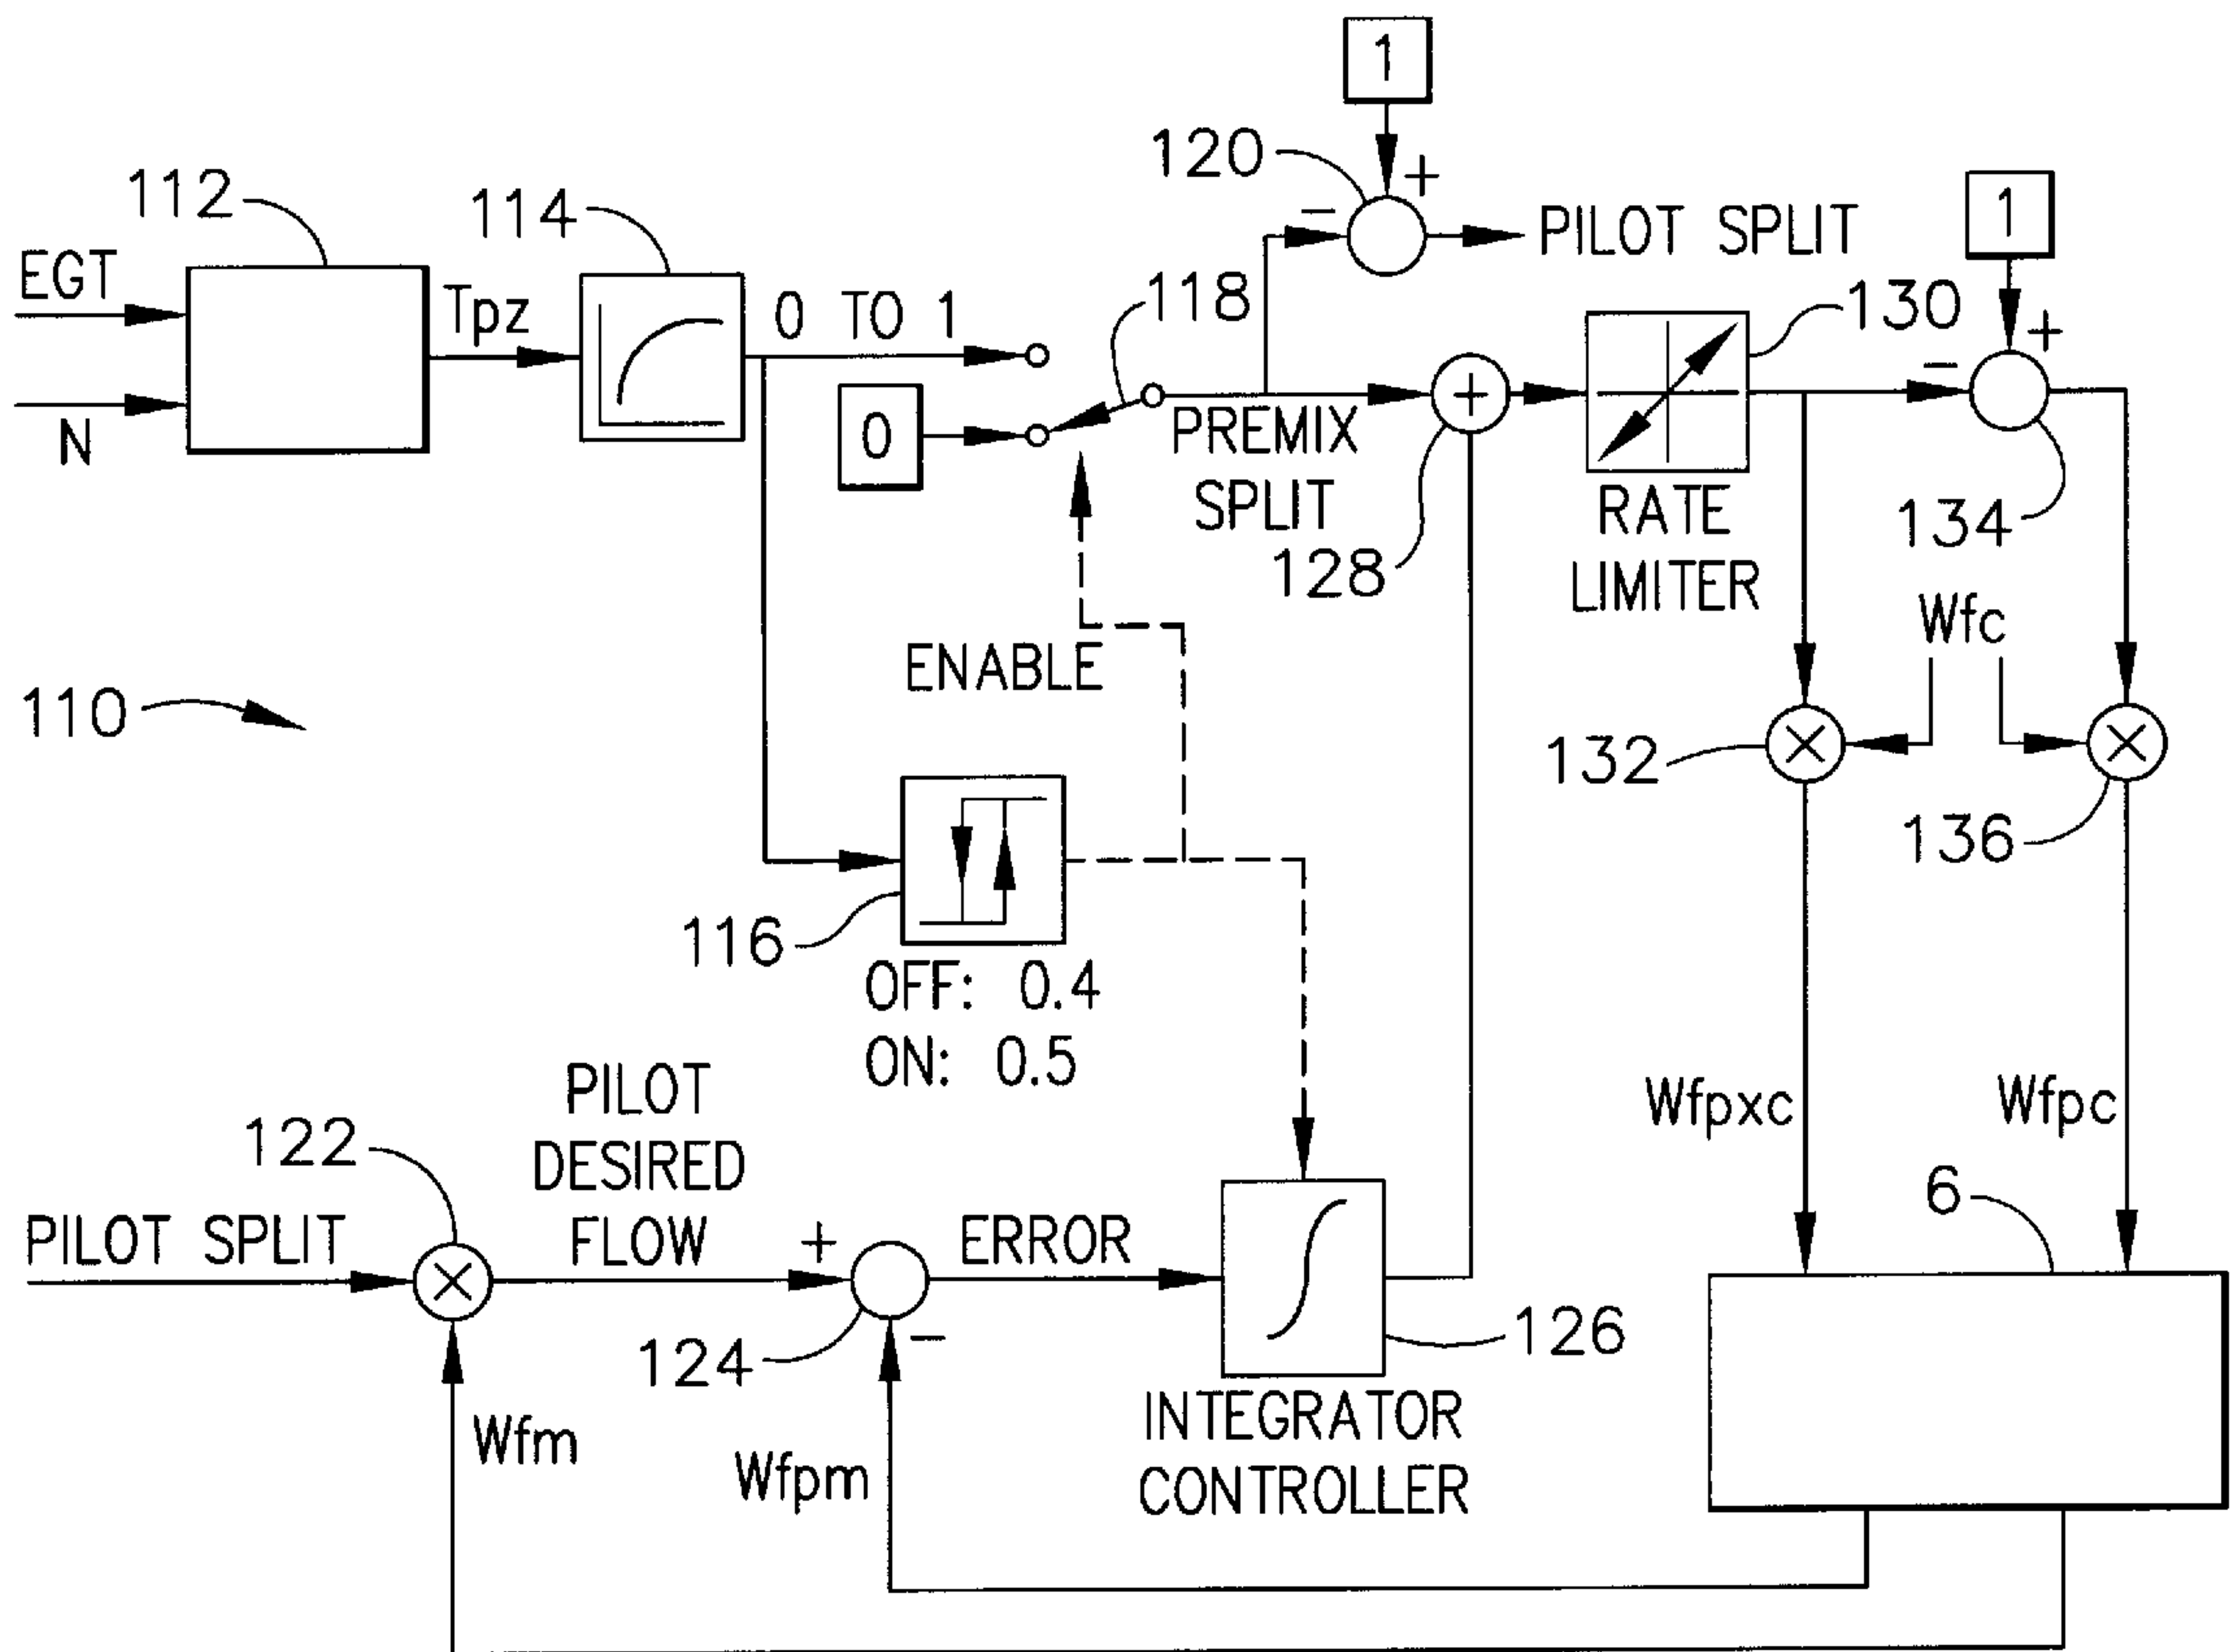 1
120
+
112
114
1
–
PILOT SPLIT
EGT
Tpz
0 TO 1
118
130
+
–
N
0
+
PREMIX
SPLIT
128
RATE
LIMITER
134
Wfc
ENABLE
110
132
×
×
136
116
OFF: 0.4
ON: 0.5
122
PILOT
DESIRED
FLOW
Wfpxc
Wfpc
6
PILOT SPLIT
×
+
ERROR
–
124
126
INTEGRATOR
CONTROLLER
Wfm
Wfpm